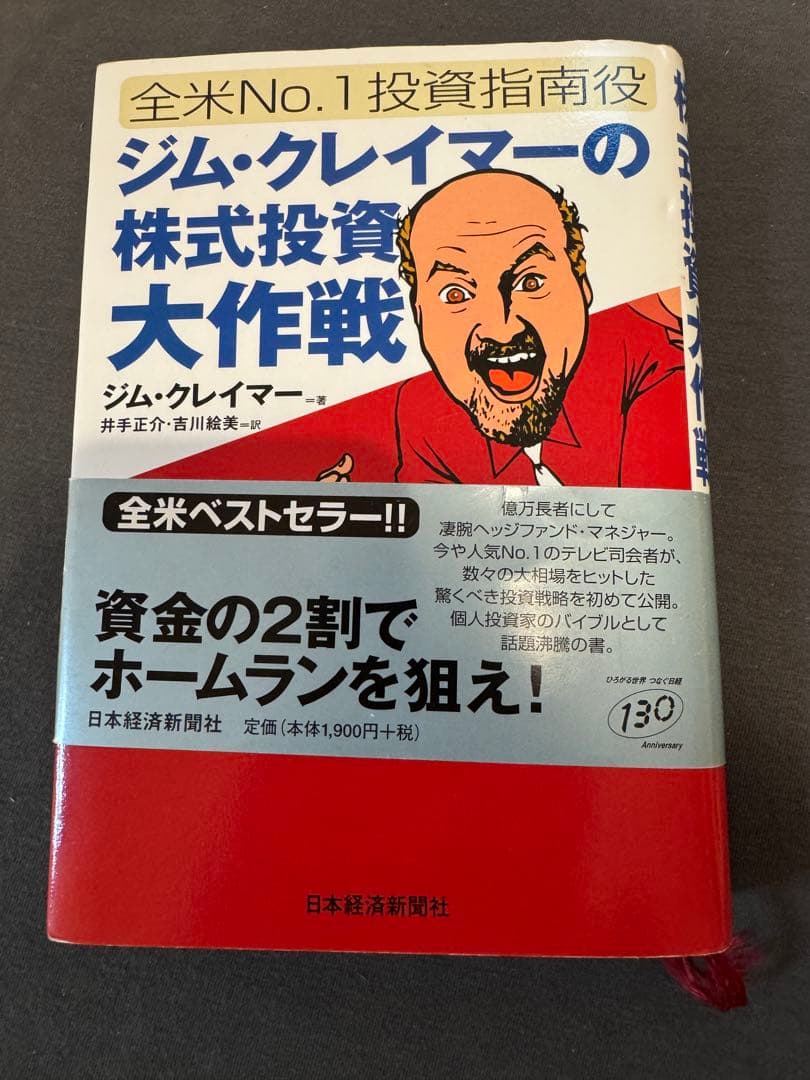 全米No.1投資指南役
ジム・クレイマーの
株式投資
大作戦
ジム・クレイマー=著
井手正介・吉川絵美=訳
株式投資大作戦
全米ベストセラー!!
資金の2割で
ホームランを狙え!
日本経済新聞社 定価(本体1,900円+税)
億万長者にして
凄腕ヘッジファンド・マネジャー。
今や人気No.1のテレビ司会者が、
数々の大相場をヒットした
驚くべき投資戦略を初めて公開。
個人投資家のバイブルとして
話題沸騰の書。
ひろがる世界 つなぐ日経
130
Anniversary
日本経済新聞社